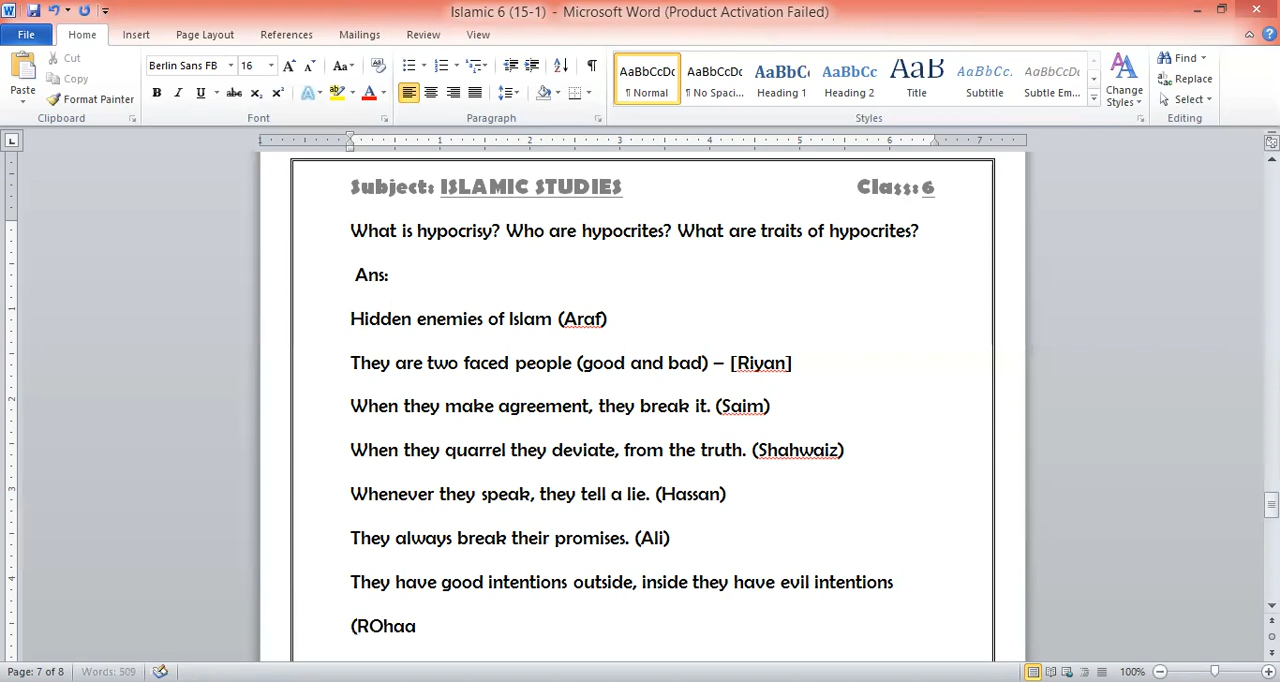 Islamic 6 (15-1) - Microsoft Word (Product Activation Failed)
File Home Insert Page Layout References Mailings Review View
Paste Cut Copy Format Painter Clipboard
Berlin Sans FB 16 Font
Paragraph
AaBbCcDc ¶ Normal AaBbCcDc ¶ No Spaci... AaBbCc Heading 1 AaBbCc Heading 2 AaB Title AaBbCc. Subtitle AaBbCcDc Subtle Em... Change Styles Styles
Find Replace Select Editing
Subject: ISLAMIC STUDIES Class: 6
What is hypocrisy? Who are hypocrites? What are traits of hypocrites?
Ans:
Hidden enemies of Islam (Araf)
They are two faced people (good and bad) – [Riyan]
When they make agreement, they break it. (Saim)
When they quarrel they deviate, from the truth. (Shahwaiz)
Whenever they speak, they tell a lie. (Hassan)
They always break their promises. (Ali)
They have good intentions outside, inside they have evil intentions
(ROhaa
Page: 7 of 8 Words: 509 100%